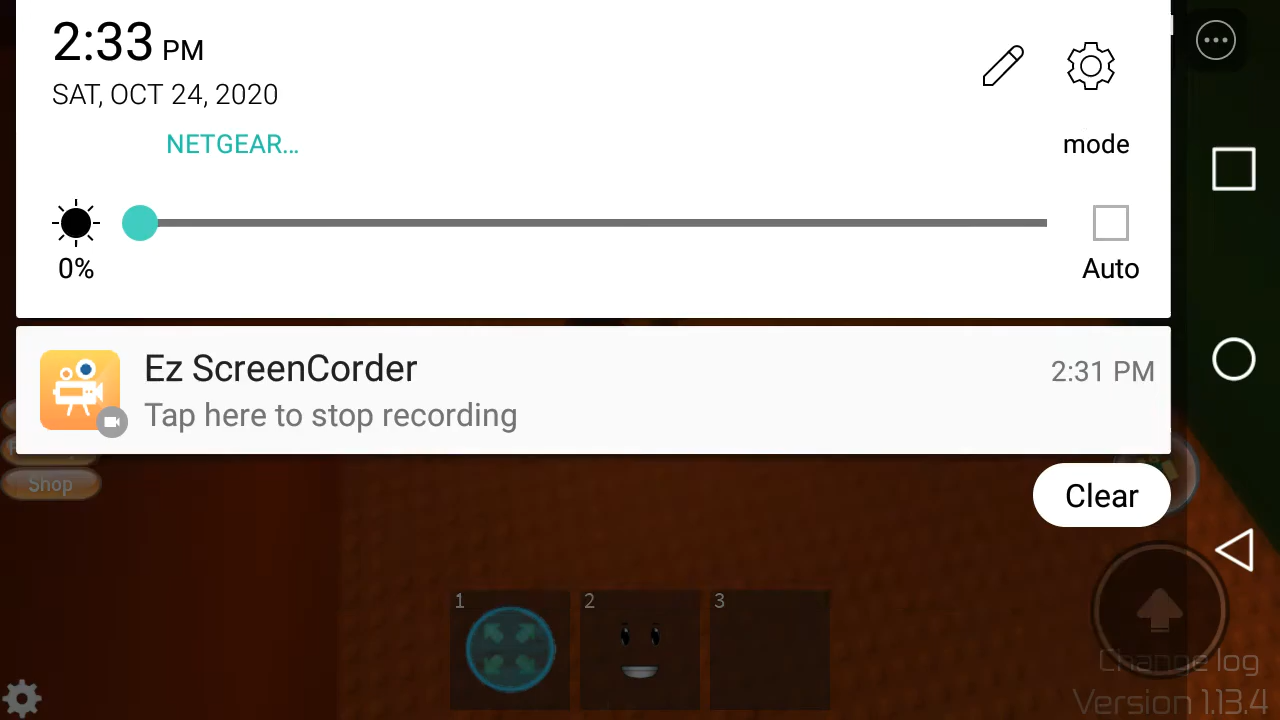 2:33 PM
SAT, OCT 24, 2020
NETGEAR...
mode
0%
Auto
Ez ScreenCorder
2:31 PM
Tap here to stop recording
Shop
Clear
1
2
3
Change log
Version 1.13.4